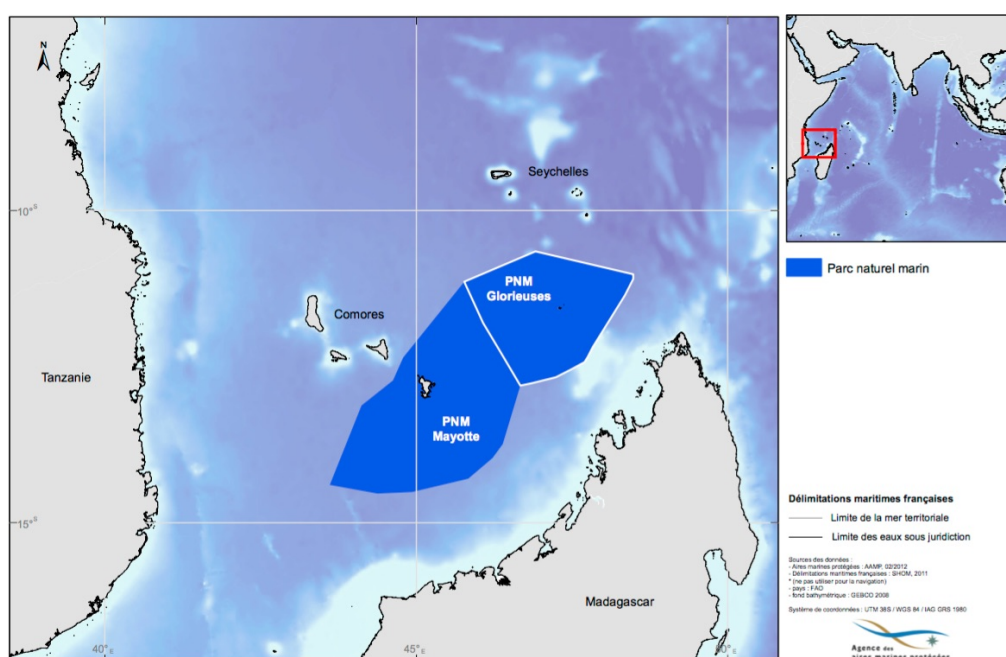 N
Seychelles
10°S
PNM
Glorieuses
Parc naturel marin
Comores
Tanzanie
PNM
Mayotte
15°S
Madagascar
40°E
45°E
50°E
Délimitations maritimes françaises
Limite de la mer territoriale
Limite des eaux sous juridiction
Sources des données :
- Aires marines protégées : AAMP, 02/2012
- Délimitations maritimes françaises : SHOM, 2011
* (ne pas utiliser pour la navigation)
- pays : FAO
- fond bathymétrique : GEBCO 2008
Système de coordonnées : UTM 38S / WGS 84 / IAG GRS 1980
Agence des
aires marines protégées